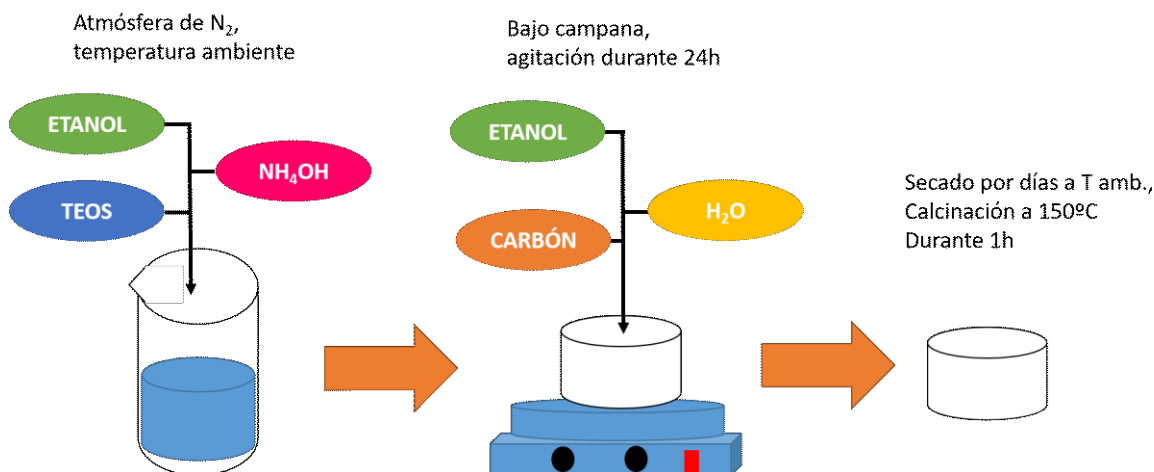 Atmósfera de N₂,
temperatura ambiente
ETANOL
NH₄OH
TEOS
Bajo campana,
agitación durante 24h
ETANOL
H₂O
CARBÓN
Secado por días a T amb.,
Calcinación a 150ºC
Durante 1h